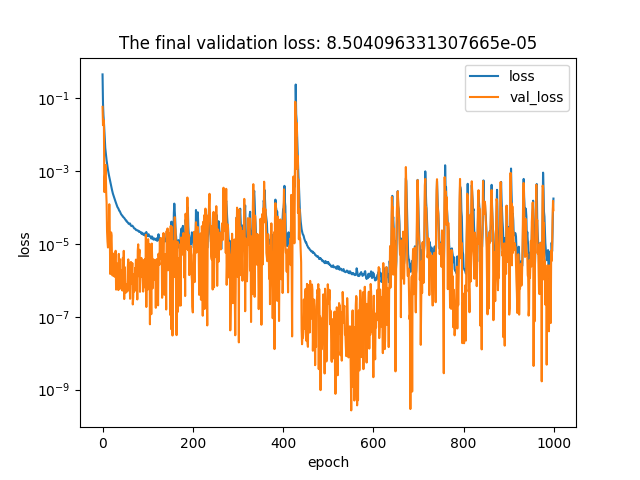 The final validation loss: 8.504096331307665e-05
loss
val_loss
10⁻¹
10⁻³
10⁻⁵
10⁻⁷
10⁻⁹
loss
0
200
400
600
800
1000
epoch